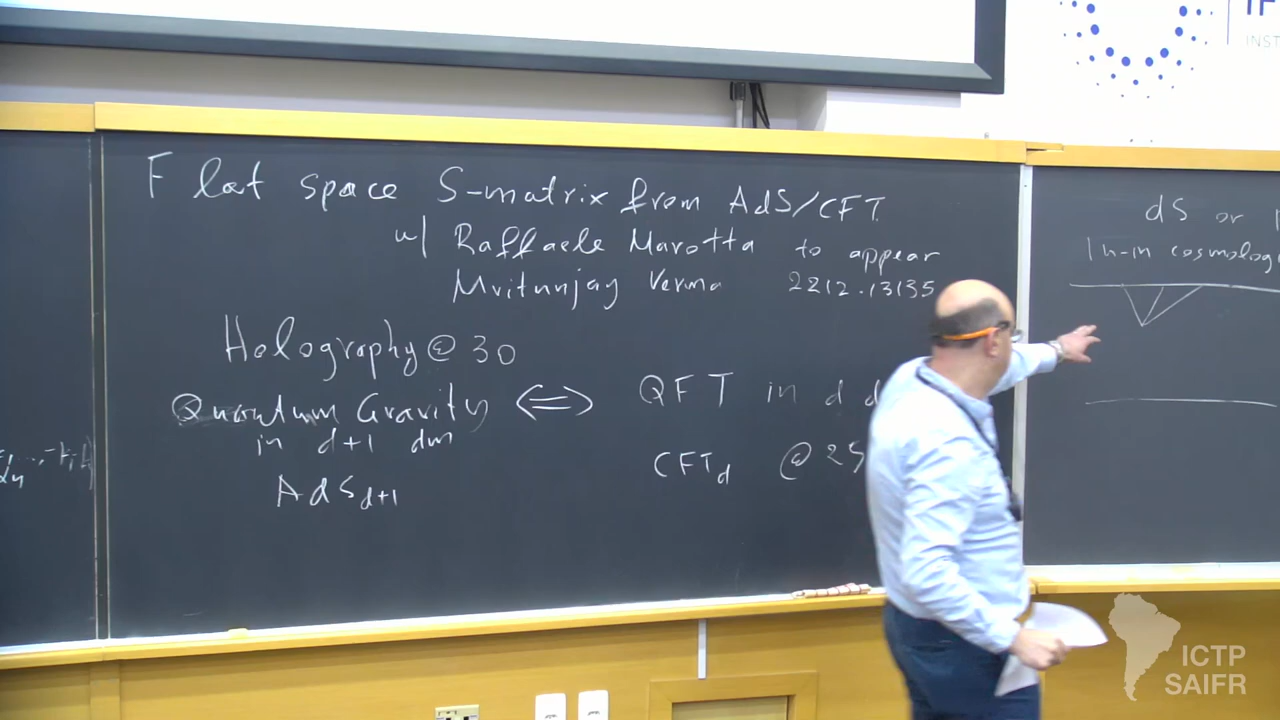 Flat space S-matrix from AdS/CFT
w/ Raffaele Marotta to appear
Mritunjay Verma 2212.13135
Holography @ 30
Quantum Gravity ⟺ QFT in d
in d+1 dim
CFT_d @ 25
AdS_d+1
dS or
In-in cosmolog
INST
ICTP
SAIFR